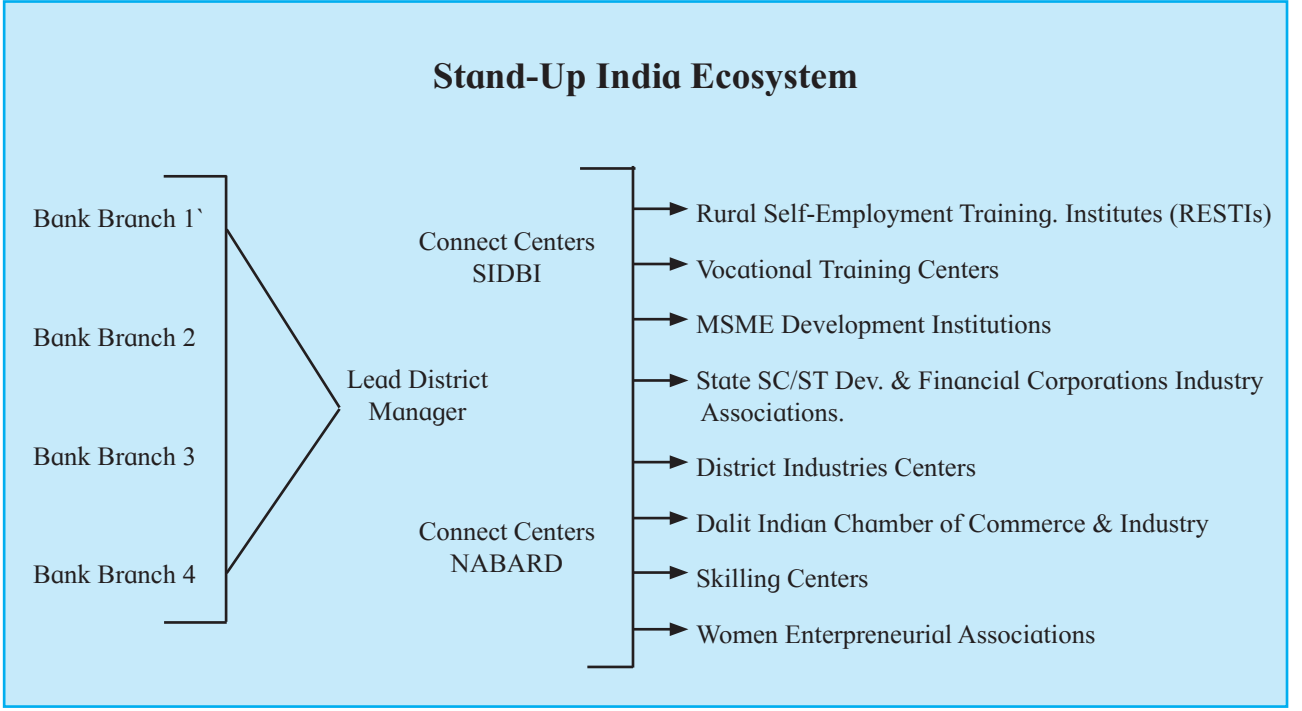 Stand-Up India Ecosystem
Bank Branch 1`
Bank Branch 2
Bank Branch 3
Bank Branch 4
Lead District
Manager
Connect Centers
SIDBI
Connect Centers
NABARD
Rural Self-Employment Training. Institutes (RESTIs)
Vocational Training Centers
MSME Development Institutions
State SC/ST Dev. & Financial Corporations Industry
Associations.
District Industries Centers
Dalit Indian Chamber of Commerce & Industry
Skilling Centers
Women Enterpreneurial Associations